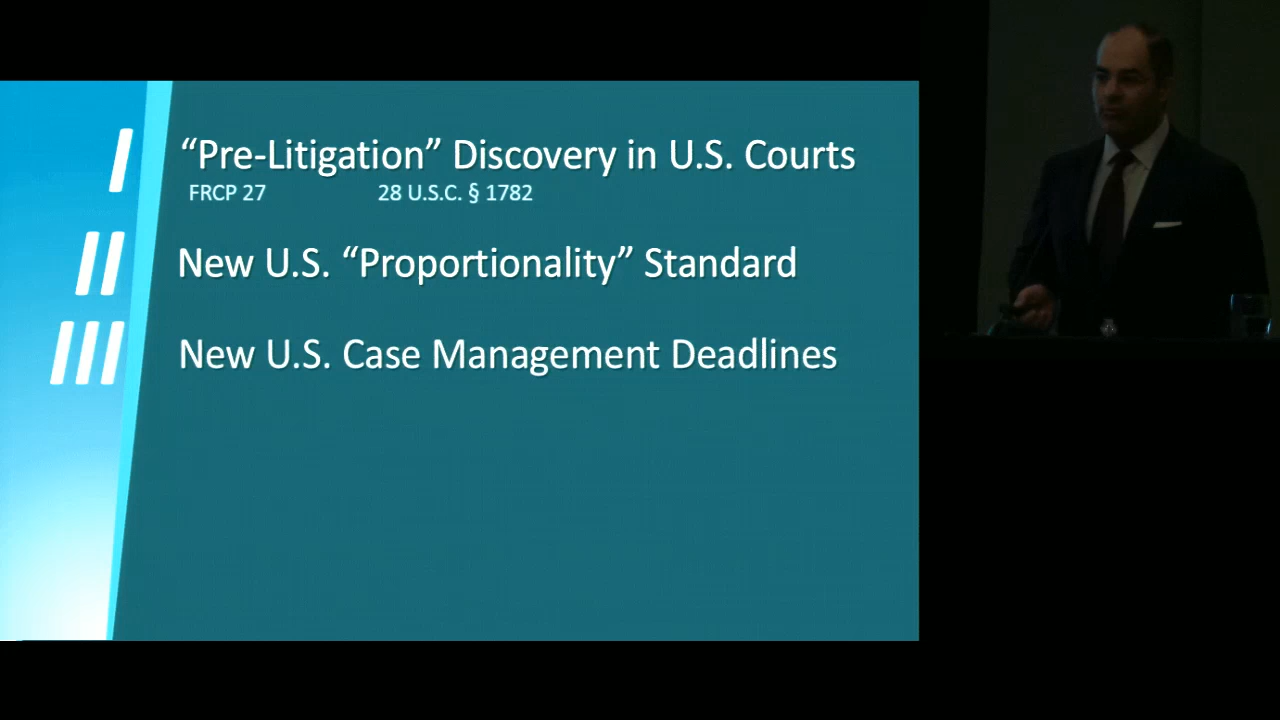 I "Pre-Litigation" Discovery in U.S. Courts
FRCP 27 28 U.S.C. § 1782
II New U.S. “Proportionality” Standard
III New U.S. Case Management Deadlines